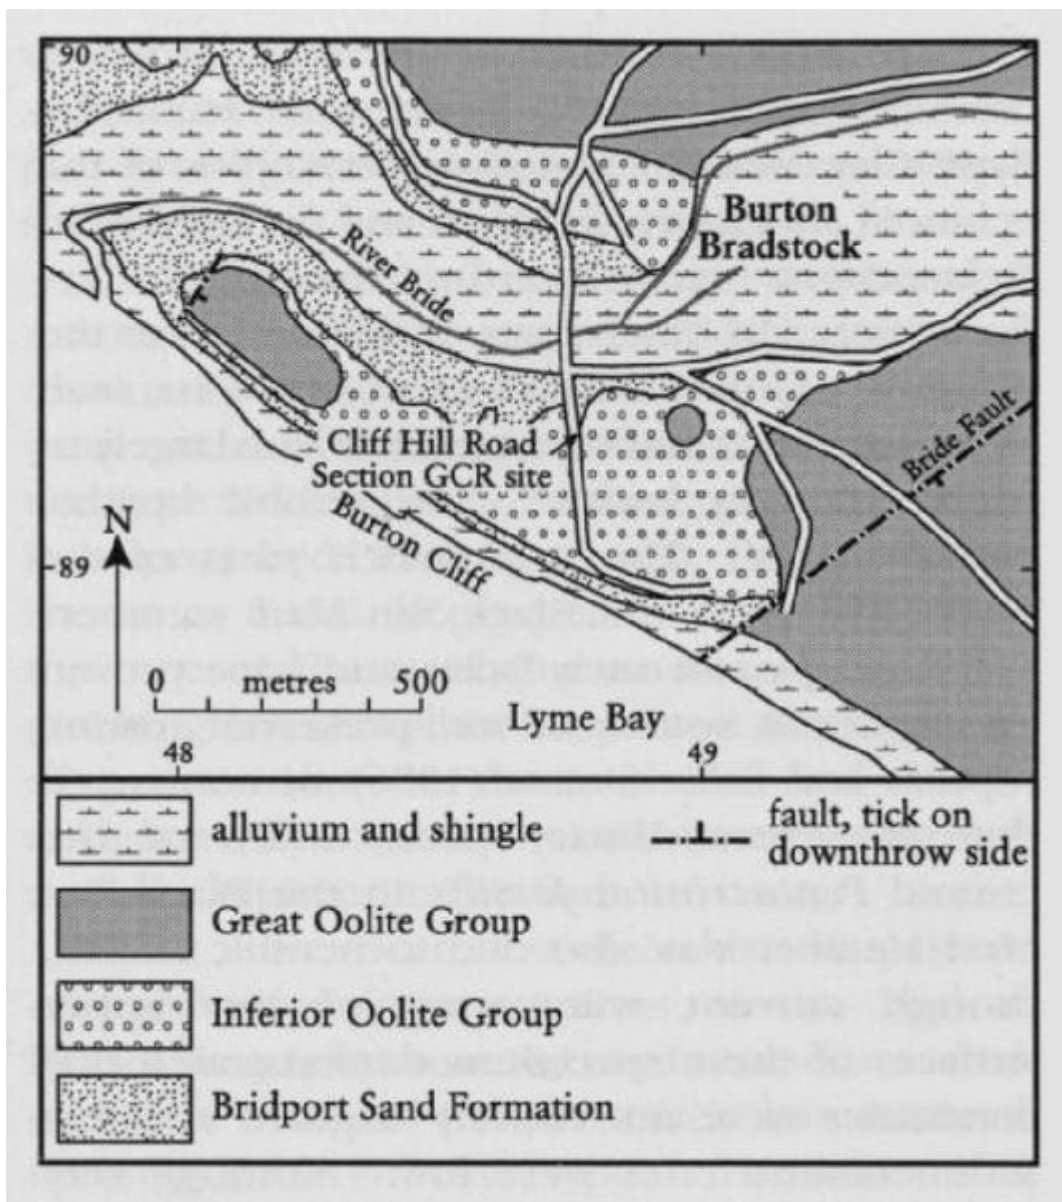 90
Burton
Bradstock
River Bride
Bride Fault
Cliff Hill Road
Section GCR site
Burton Cliff
N
89
0 metres 500
Lyme Bay
48
49
alluvium and shingle
fault, tick on
downthrow side
Great Oolite Group
Inferior Oolite Group
Bridport Sand Formation